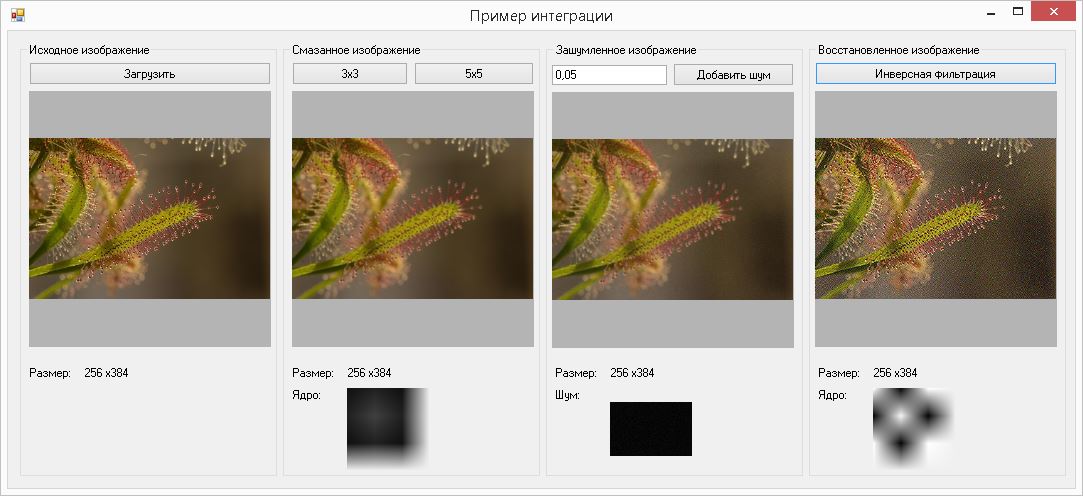 Пример интеграции
Исходное изображение
Загрузить
Размер: 256 x384
Смазанное изображение
3x3
5x5
Размер: 256 x384
Ядро:
Зашумленное изображение
0,05
Добавить шум
Размер: 256 x384
Шум:
Восстановленное изображение
Инверсная фильтрация
Размер: 256 x384
Ядро: